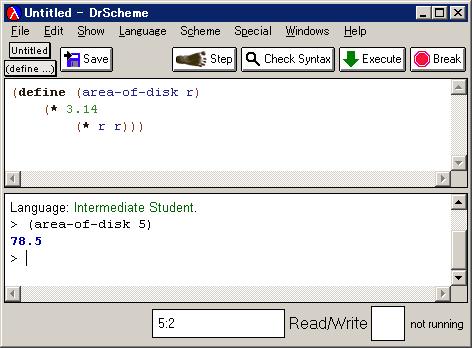 Untitled - DrScheme
File Edit Show Language Scheme Special Windows Help
Untitled
(define ...)
Save Step Check Syntax Execute Break
(define (area-of-disk r)
(* 3.14
(* r r)))
Language: Intermediate Student.
> (area-of-disk 5)
78.5
>
5:2 Read/Write not running